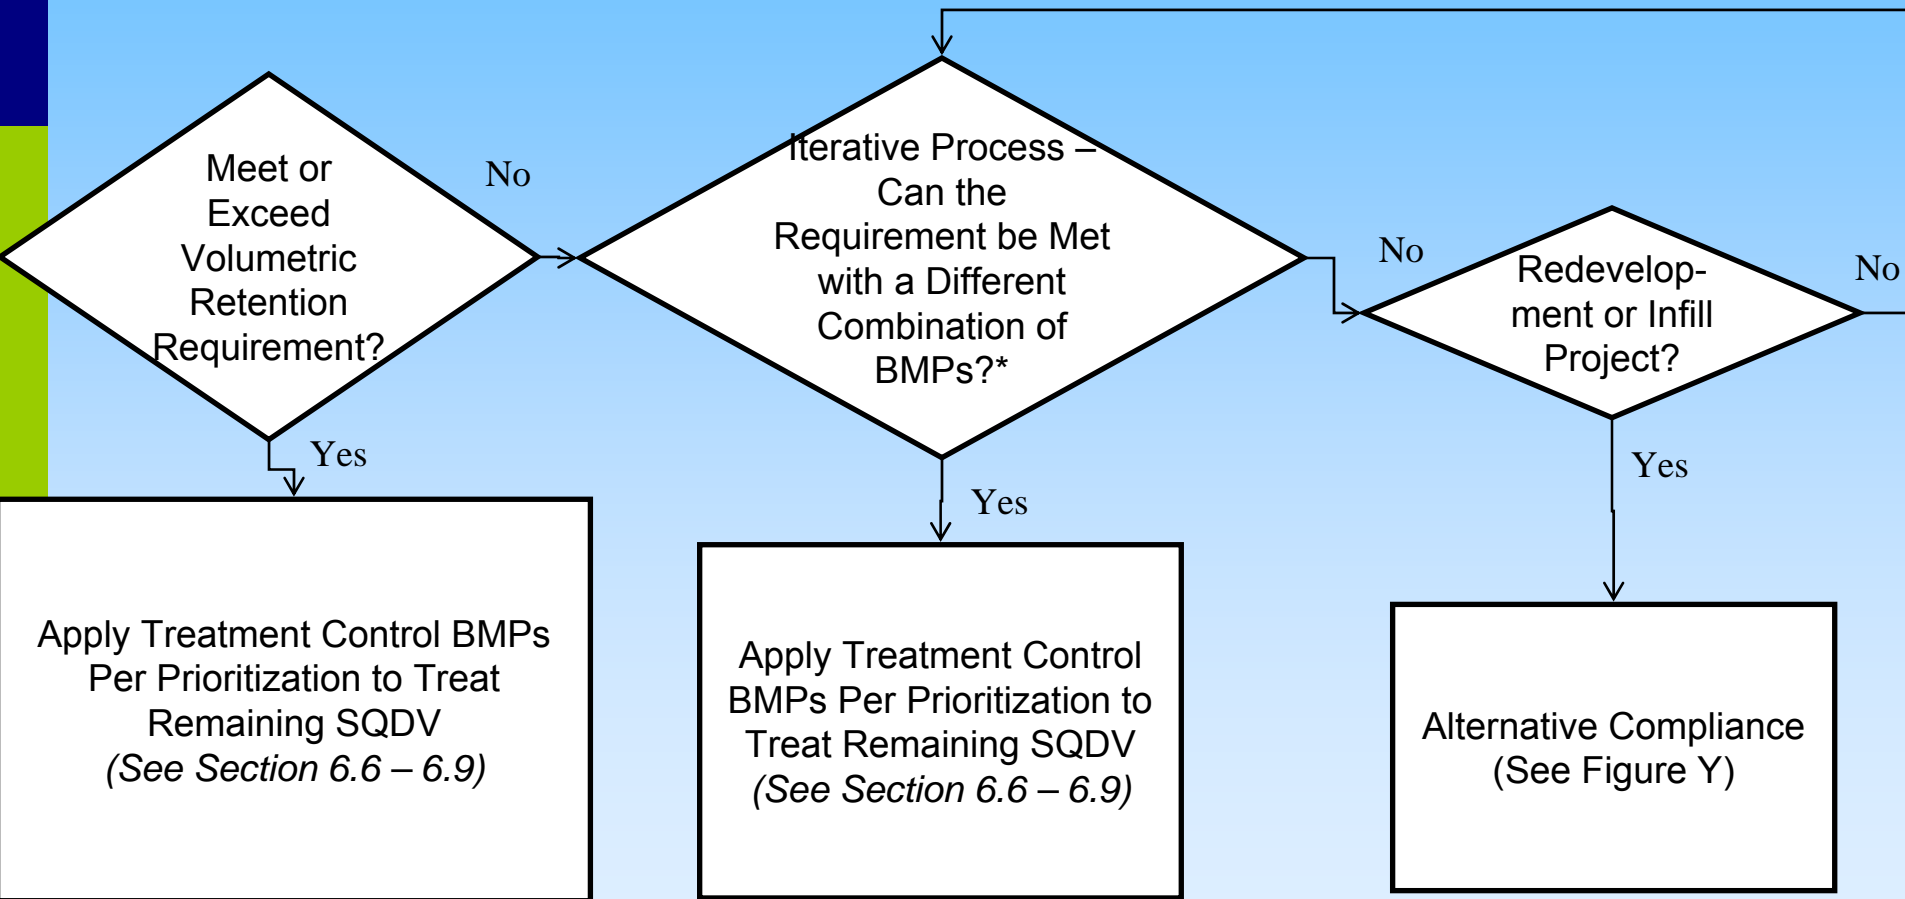 Meet or
Exceed
Volumetric
Retention
Requirement?
No
Yes
Iterative Process –
Can the
Requirement be Met
with a Different
Combination of
BMPs?*
No
Yes
Redevelop-
ment or Infill
Project?
No
Yes
Apply Treatment Control BMPs
Per Prioritization to Treat
Remaining SQDV
(See Section 6.6 – 6.9)
Apply Treatment Control
BMPs Per Prioritization to
Treat Remaining SQDV
(See Section 6.6 – 6.9)
Alternative Compliance
(See Figure Y)